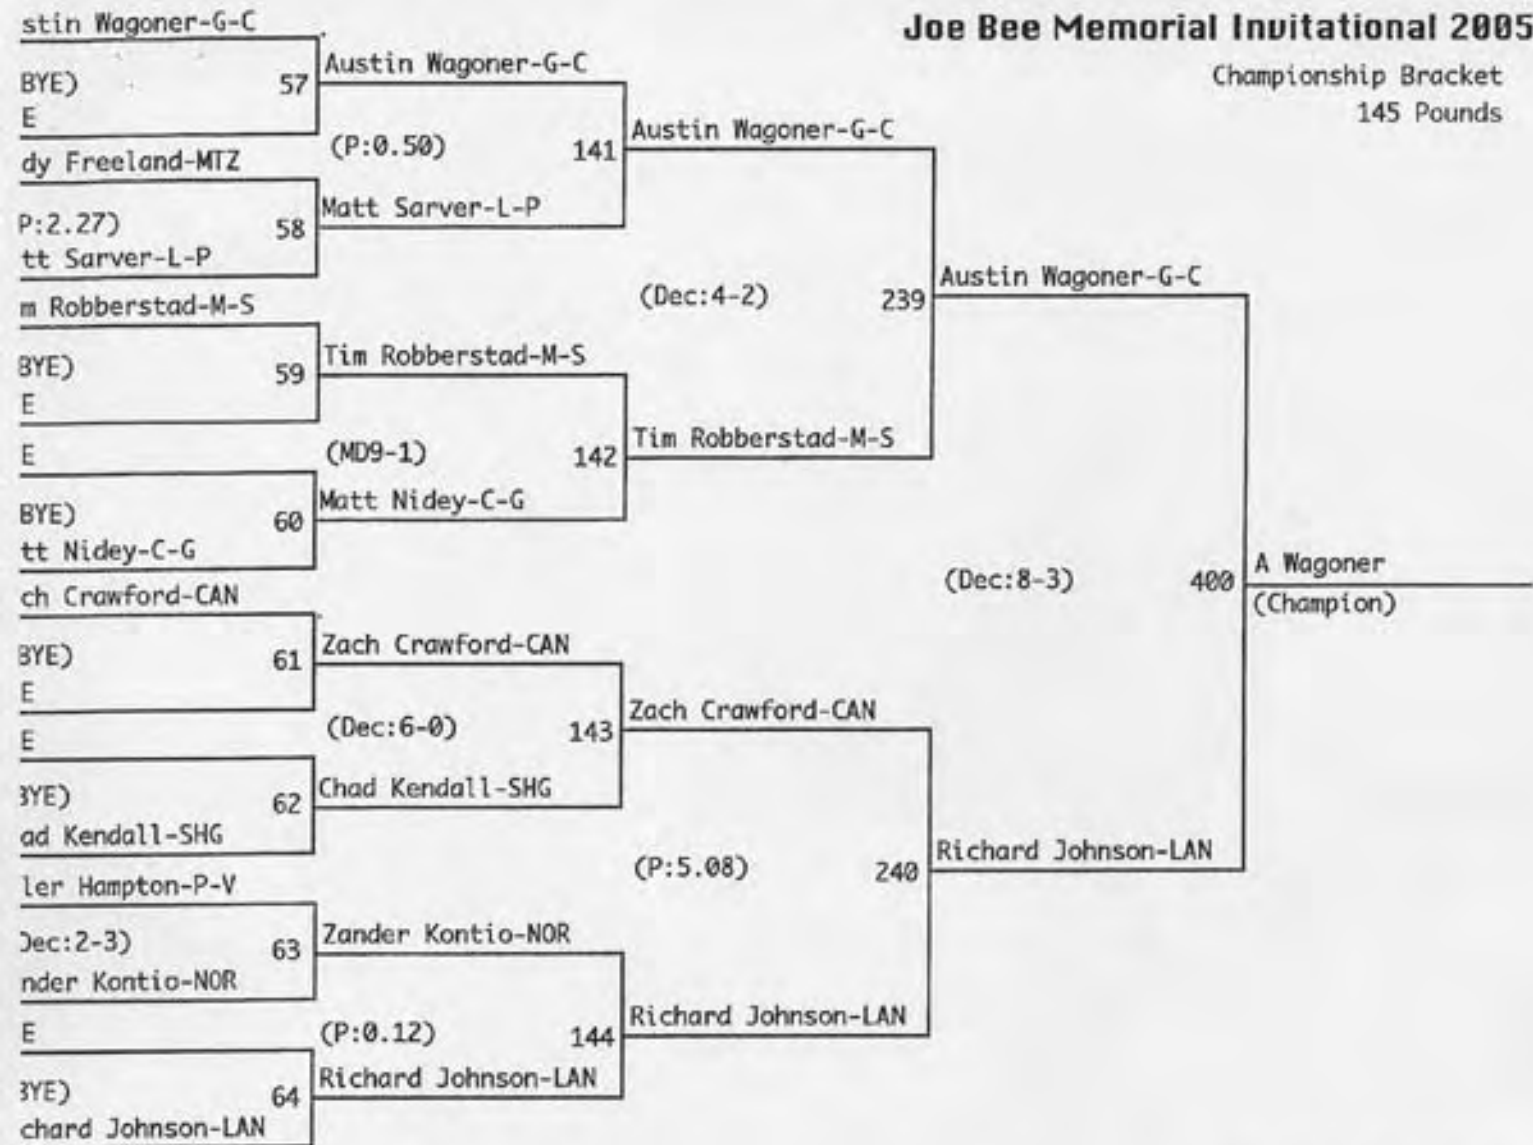 Joe Bee Memorial Invitational 2005
Championship Bracket
145 Pounds
stin Wagoner-G-C
BYE)
57
E
Austin Wagoner-G-C
dy Freeland-MTZ
P:2.27)
58
tt Sarver-L-P
(P:0.50)
141
Matt Sarver-L-P
Austin Wagoner-G-C
m Robberstad-M-S
BYE)
59
E
Tim Robberstad-M-S
E
BYE)
60
tt Nidey-C-G
(MD9-1)
142
Matt Nidey-C-G
(Dec:4-2)
239
Tim Robberstad-M-S
Austin Wagoner-G-C
ch Crawford-CAN
BYE)
61
E
Zach Crawford-CAN
E
BYE)
62
ad Kendall-SHG
(Dec:6-0)
143
Chad Kendall-SHG
Zach Crawford-CAN
ler Hampton-P-V
Dec:2-3)
63
nder Kontio-NOR
Zander Kontio-NOR
E
BYE)
64
chard Johnson-LAN
(P:0.12)
144
Richard Johnson-LAN
(P:5.08)
240
Richard Johnson-LAN
Richard Johnson-LAN
(Dec:8-3)
400
A Wagoner
(Champion)